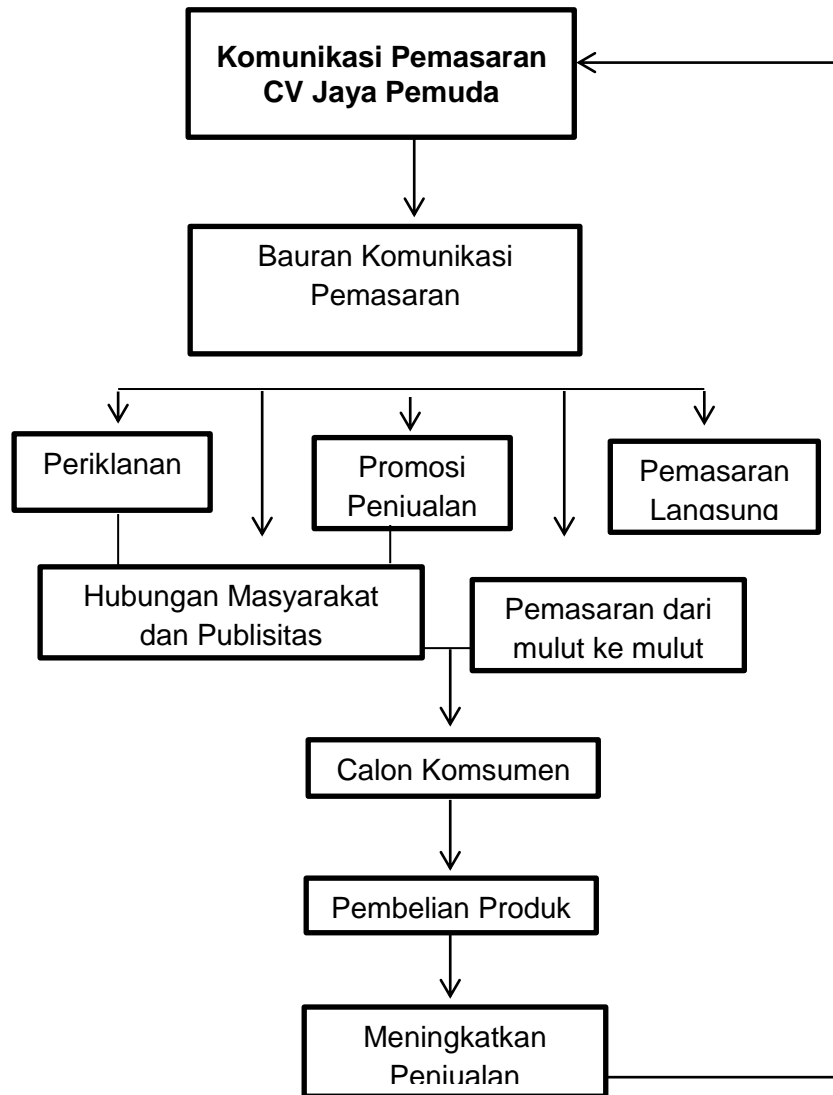 Komunikasi Pemasaran
CV Jaya Pemuda
Bauran Komunikasi
Pemasaran
Periklanan
Promosi
Penjualan
Pemasaran
Langsung
Hubungan Masyarakat
dan Publisitas
Pemasaran dari
mulut ke mulut
Calon Komsumen
Pembelian Produk
Meningkatkan
Penjualan